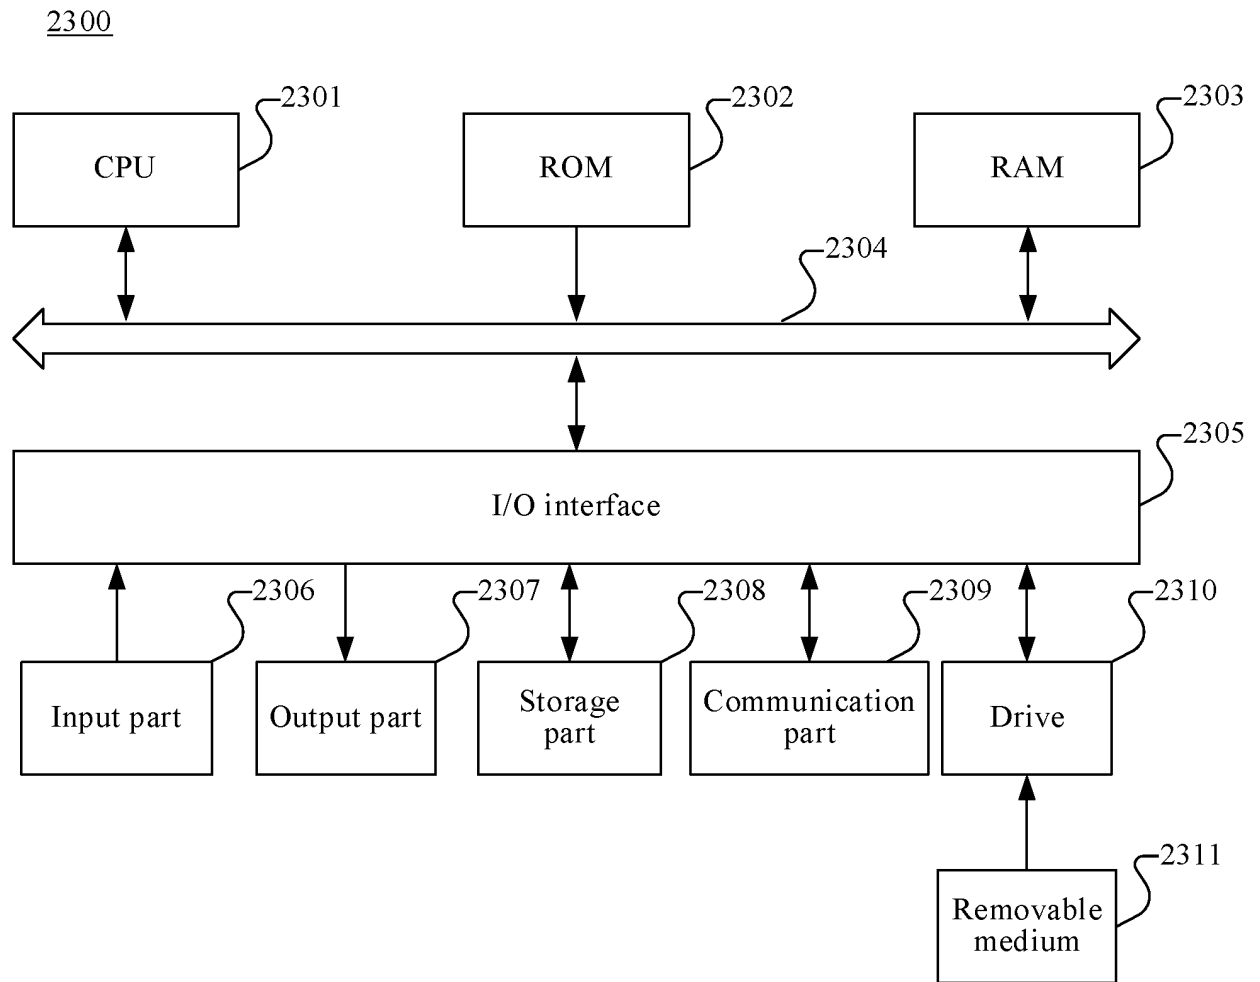 2300
2301
2302
2303
CPU
ROM
RAM
2304
2305
I/O interface
2306
2307
2308
2309
2310
Input part
Output part
Storage
part
Communication
part
Drive
2311
Removable
medium